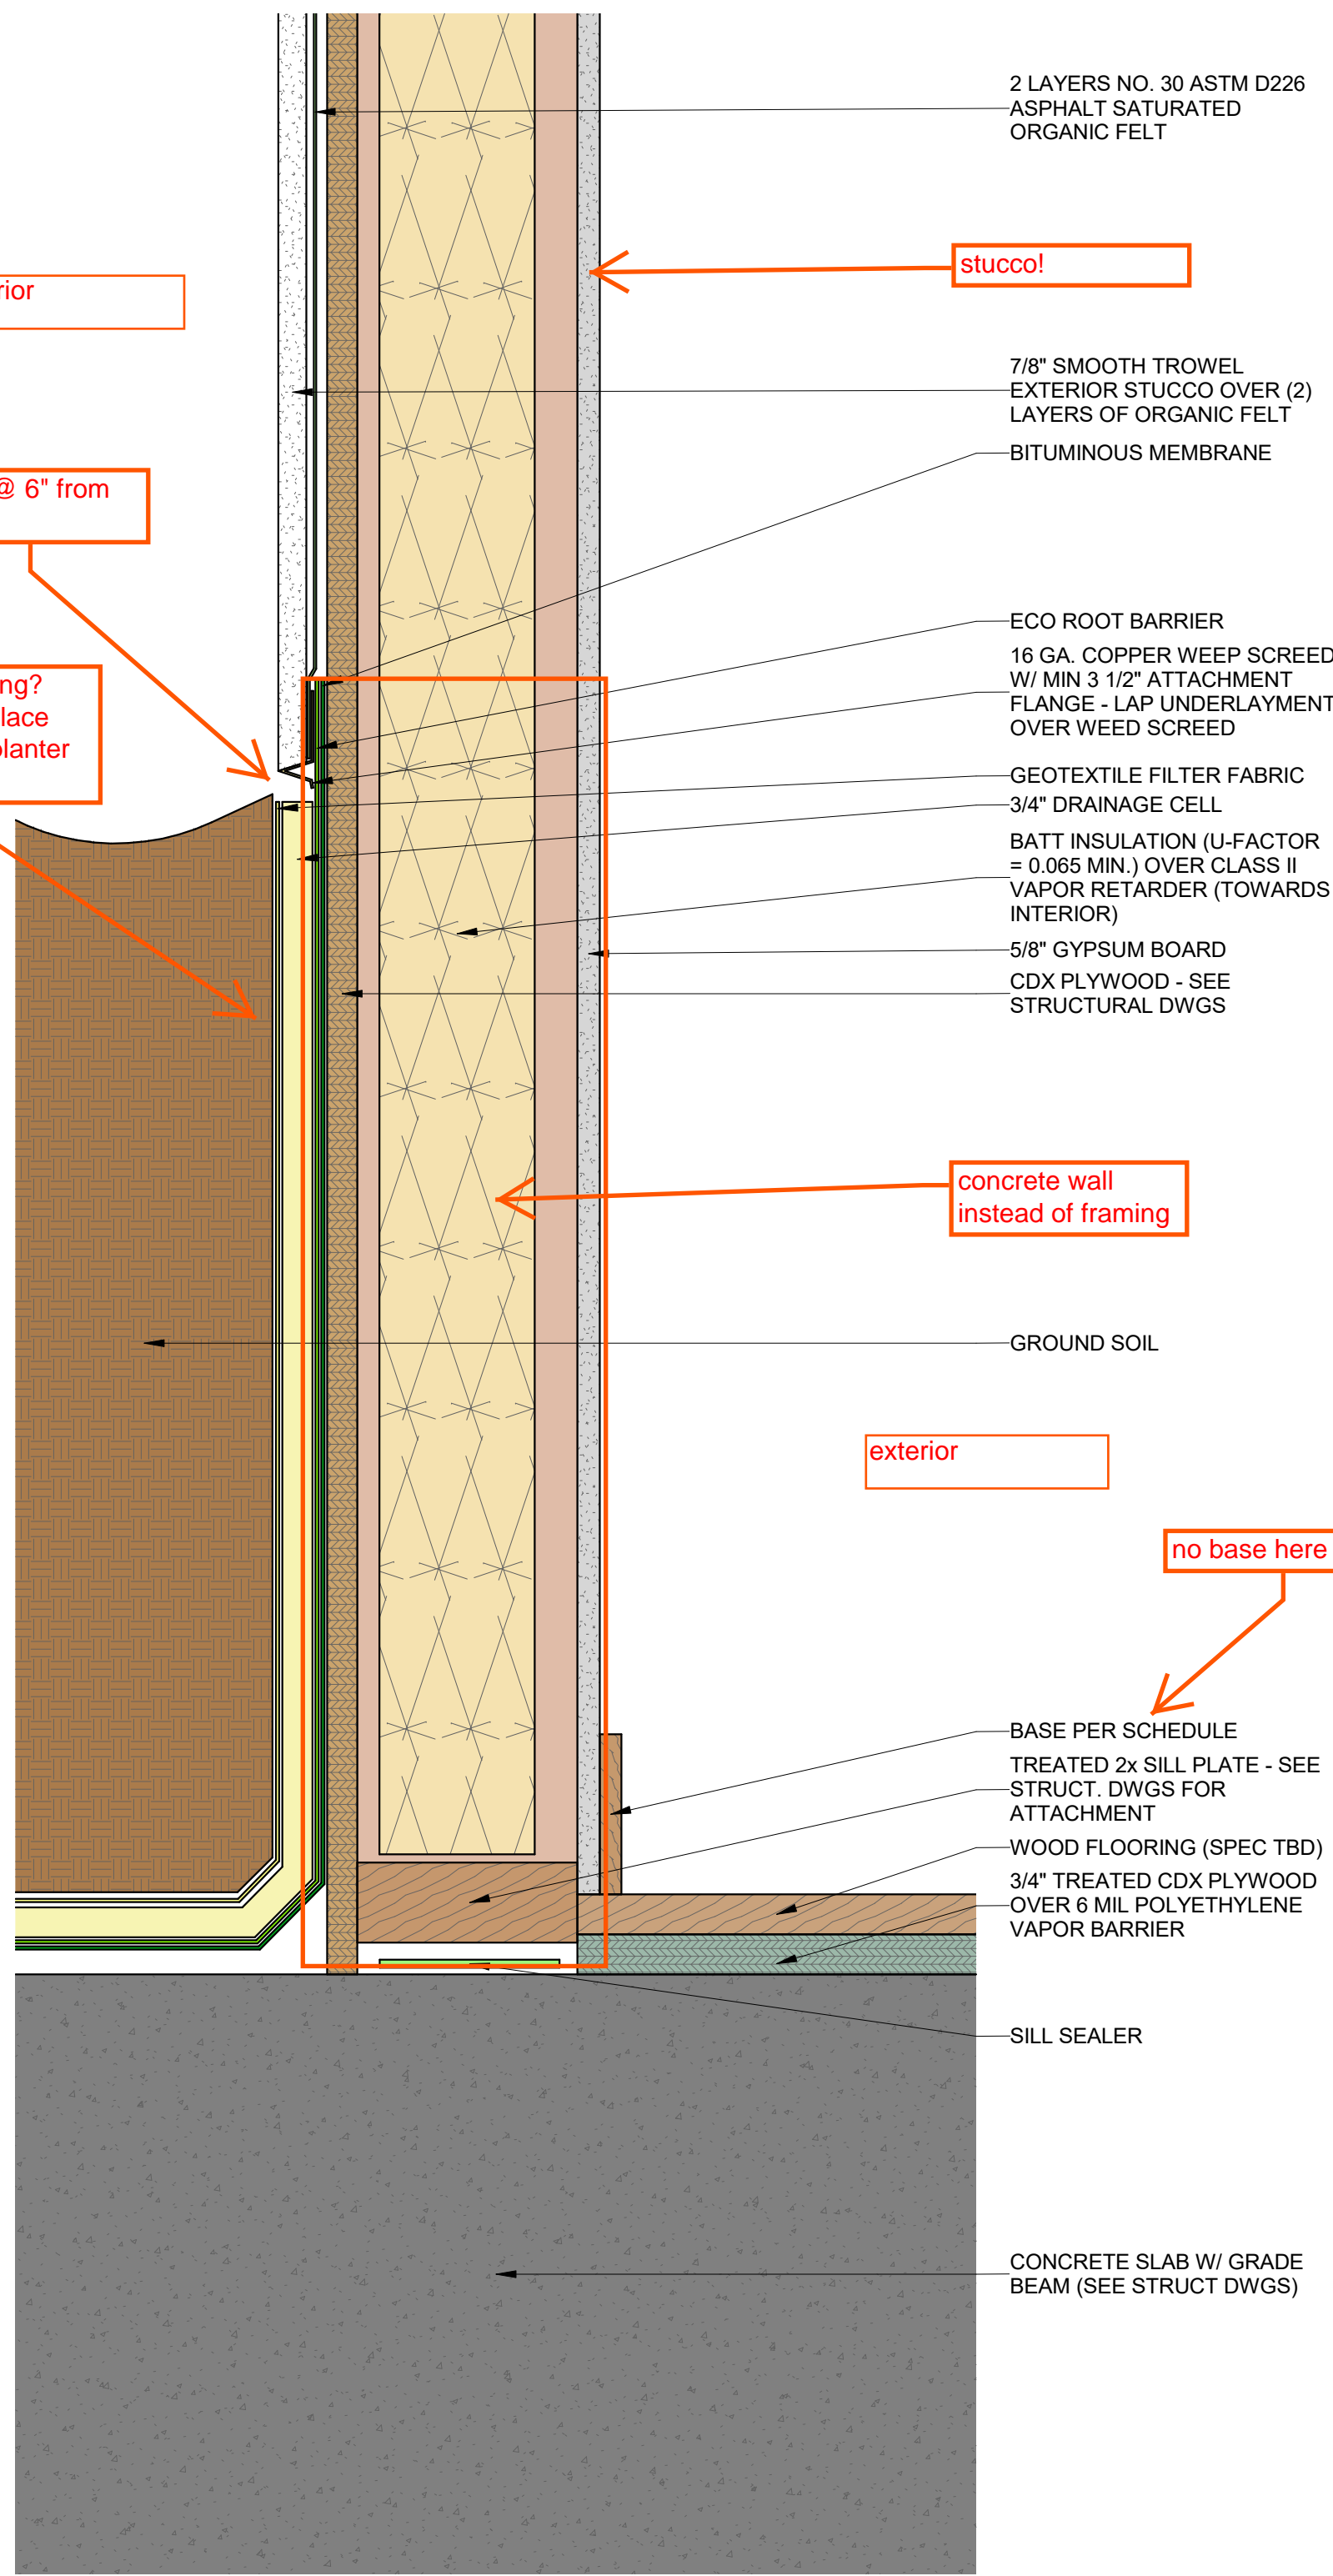 2 LAYERS NO. 30 ASTM D226
ASPHALT SATURATED
ORGANIC FELT
stucco!
rior
7/8" SMOOTH TROWEL
EXTERIOR STUCCO OVER (2)
LAYERS OF ORGANIC FELT
BITUMINOUS MEMBRANE
@ 6" from
ECO ROOT BARRIER
16 GA. COPPER WEEP SCREED
W/ MIN 3 1/2" ATTACHMENT
FLANGE - LAP UNDERLAYMENT
OVER WEED SCREED
ng?
lace
planter
GEOTEXTILE FILTER FABRIC
3/4" DRAINAGE CELL
BATT INSULATION (U-FACTOR
= 0.065 MIN.) OVER CLASS II
VAPOR RETARDER (TOWARDS
INTERIOR)
5/8" GYPSUM BOARD
CDX PLYWOOD - SEE
STRUCTURAL DWGS
concrete wall
instead of framing
GROUND SOIL
exterior
no base here
BASE PER SCHEDULE
TREATED 2x SILL PLATE - SEE
STRUCT. DWGS FOR
ATTACHMENT
WOOD FLOORING (SPEC TBD)
3/4" TREATED CDX PLYWOOD
OVER 6 MIL POLYETHYLENE
VAPOR BARRIER
SILL SEALER
CONCRETE SLAB W/ GRADE
BEAM (SEE STRUCT DWGS)